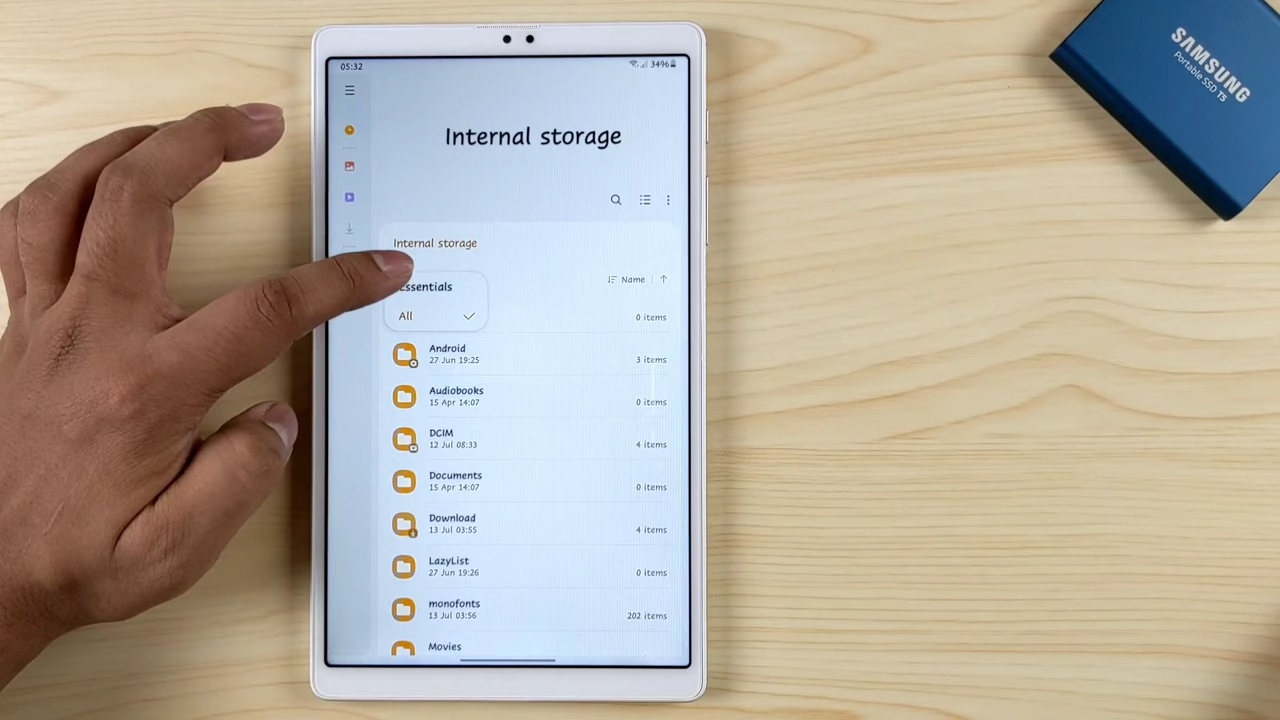 05:32
34%
Internal storage
Internal storage
Essentials
Name
All
0 items
Android
27 Jun 19:25
3 items
Audiobooks
15 Apr 14:07
0 items
DCIM
12 Jul 08:33
4 items
Documents
15 Apr 14:07
0 items
Download
13 Jul 03:55
4 items
LazyList
27 Jun 19:26
0 items
monofonts
13 Jul 03:56
202 items
Movies
SAMSUNG
Portable SSD T5